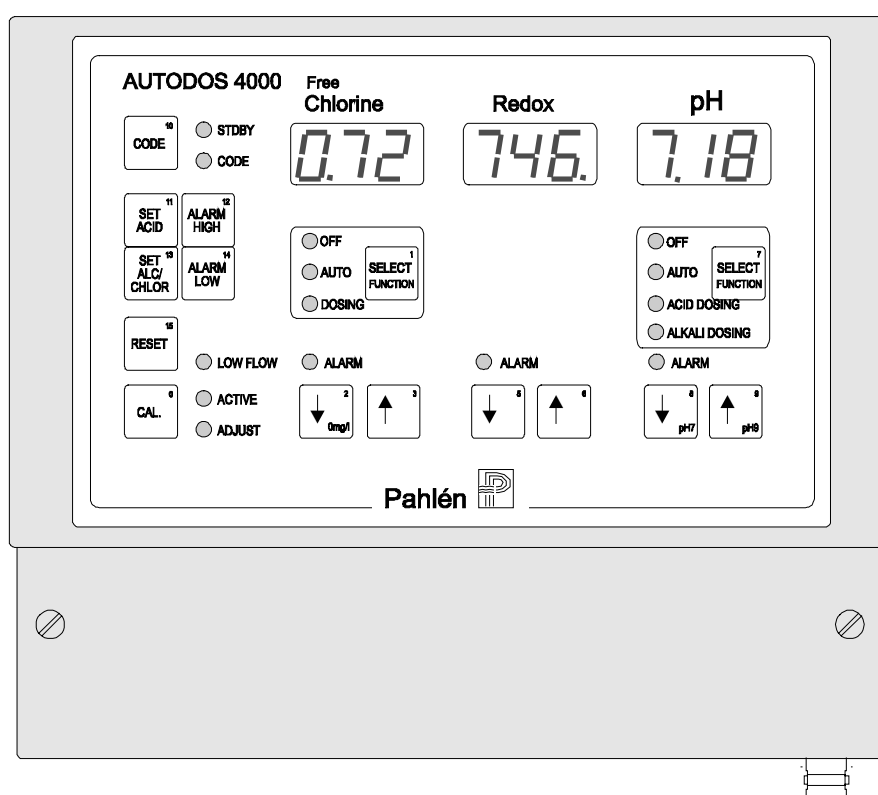 AUTODOS 4000
Free
Chlorine
Redox
pH
0.72
746.
7.18
10
CODE
STDBY
CODE
11
SET
ACID
12
ALARM
HIGH
13
SET
ALC/
CHLOR
14
ALARM
LOW
OFF
AUTO
DOSING
1
SELECT
FUNCTION
OFF
AUTO
ACID DOSING
ALKALI DOSING
7
SELECT
FUNCTION
15
RESET
LOW FLOW
ALARM
ALARM
ALARM
CAL.
ACTIVE
ADJUST
2
0mg/l
3
5
6
8
pH7
9
pH9
Pahlén